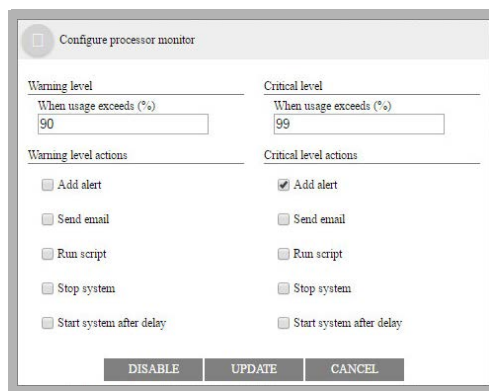 Configure processor monitor
Warning level
When usage exceeds (%)
90
Warning level actions
Add alert
Send email
Run script
Stop system
Start system after delay
Critical level
When usage exceeds (%)
99
Critical level actions
Add alert
Send email
Run script
Stop system
Start system after delay
DISABLE
UPDATE
CANCEL